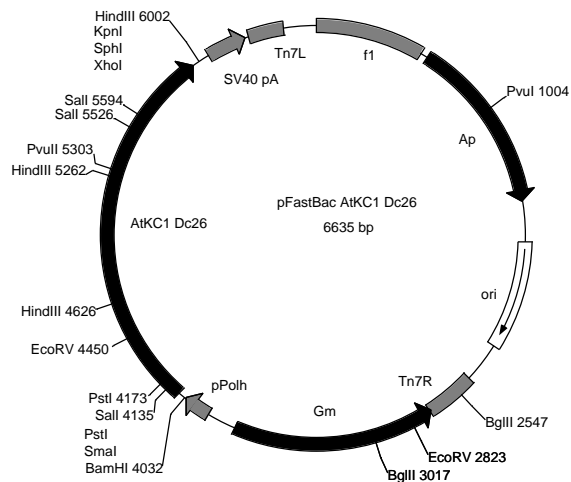 HindIII 6002
KpnI
SphI
XhoI
SV40 pA
Tn7L
f1
SalI 5594
SalI 5526
PvuI 1004
PvuII 5303
HindIII 5262
Ap
pFastBac AtKC1 Dc26
6635 bp
AtKC1 Dc26
ori
HindIII 4626
EcoRV 4450
pPolh
Tn7R
PstI 4173
SalI 4135
Gm
BglII 2547
PstI
SmaI
BamHI 4032
EcoRV 2823
BglII 3017